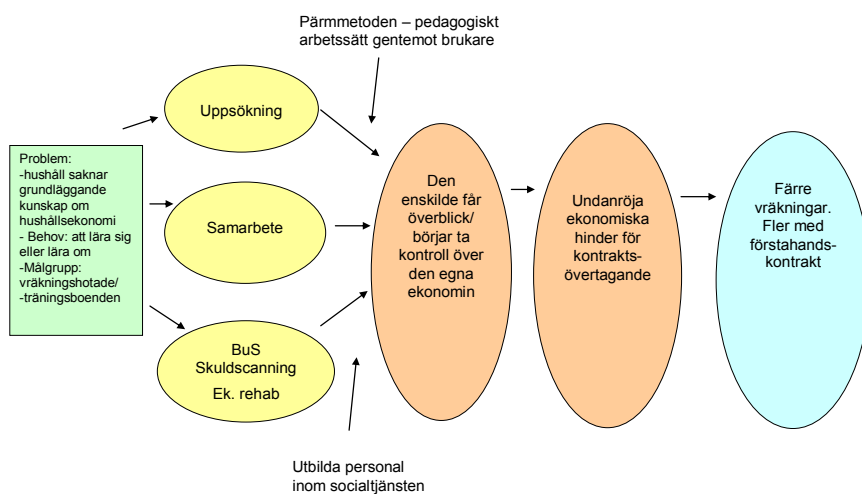 Pärmmetoden – pedagogiskt
arbetssätt gentemot brukare
Uppsökning
Problem:
-hushåll saknar
grundläggande
kunskap om
hushållsekonomi
- Behov: att lära sig
eller lära om
-Målgrupp:
vräkningshotade/
-träningsboenden
Samarbete
BuS
Skuldscanning
Ek. rehab
Den
enskilde får
överblick/
börjar ta
kontroll över
den egna
ekonomin
Undanröja
ekonomiska
hinder för
kontrakts-
övertagande
Färre
vräkningar.
Fler med
förstahands-
kontrakt
Utbilda personal
inom socialtjänsten